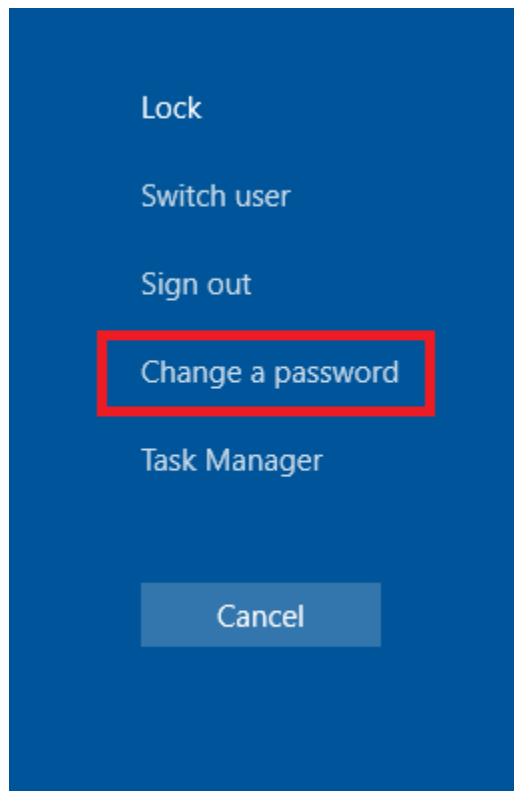 Lock
Switch user
Sign out
Change a password
Task Manager
Cancel